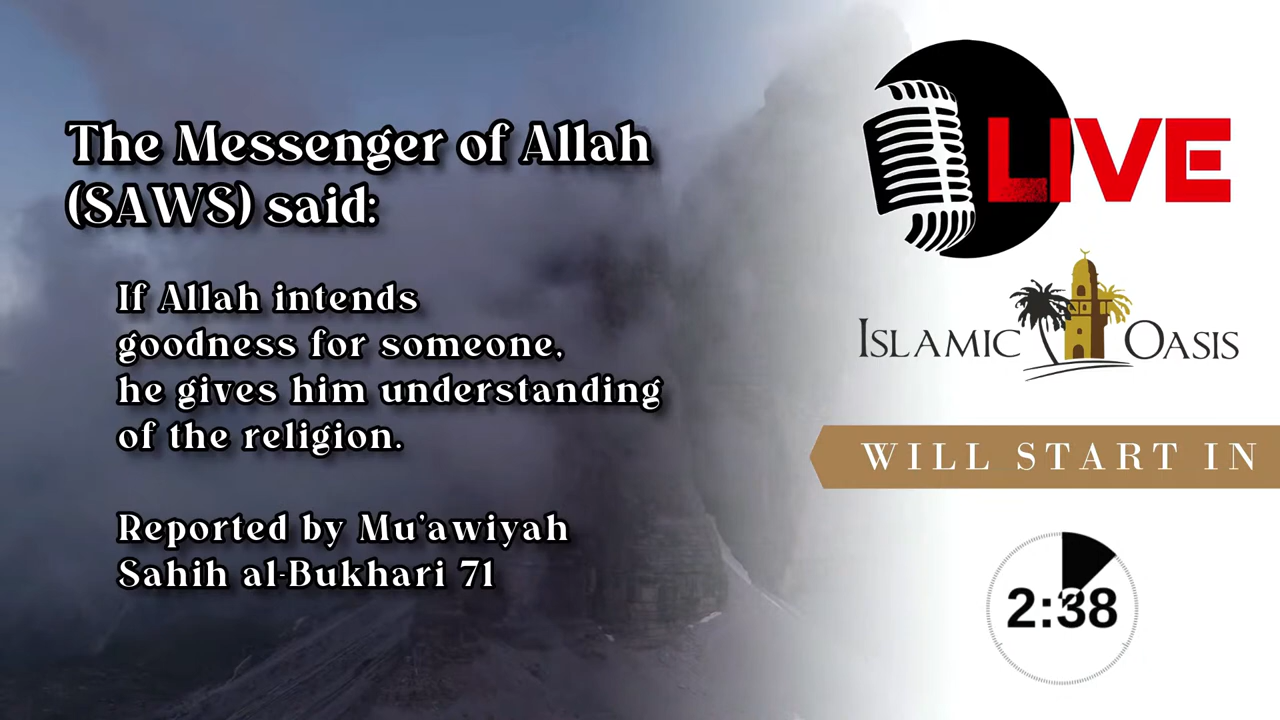 The Messenger of Allah
(SAWS) said:
If Allah intends
goodness for someone,
he gives him understanding
of the religion.
Reported by Mu'awiyah
Sahih al-Bukhari 71
LIVE
ISLAMIC OASIS
WILL START IN
2:38